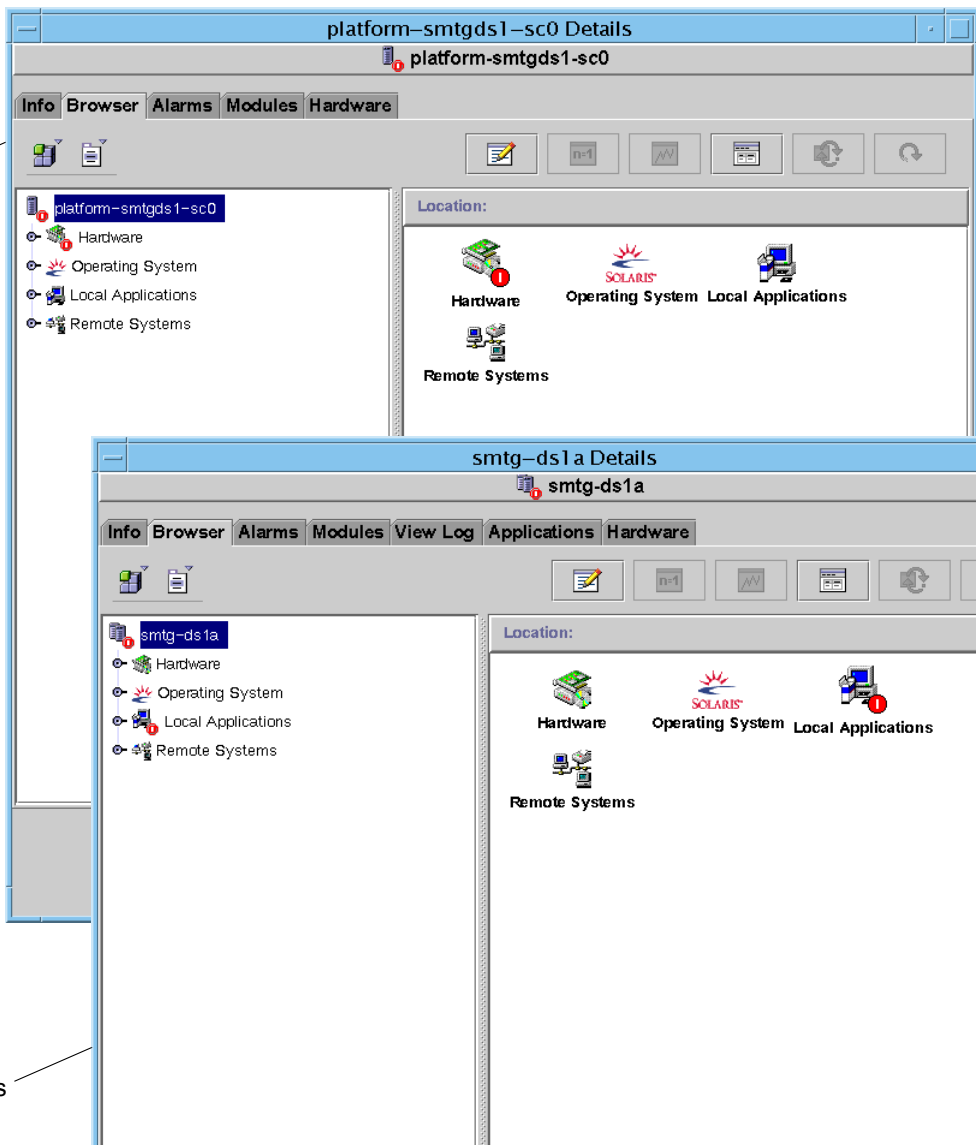 platform-smtgds1-sc0 Details
platform-smtgds1-sc0
Info Browser Alarms Modules Hardware
n=1
platform-smtgds1-sc0
Hardware
Operating System
Local Applications
Remote Systems
Location:
Hardware
SOLARIS
Operating System
Local Applications
Remote Systems
smtg-ds1a Details
smtg-ds1a
Info Browser Alarms Modules View Log Applications Hardware
n=1
smtg-ds1a
Hardware
Operating System
Local Applications
Remote Systems
Location:
Hardware
SOLARIS
Operating System
Local Applications
Remote Systems
s